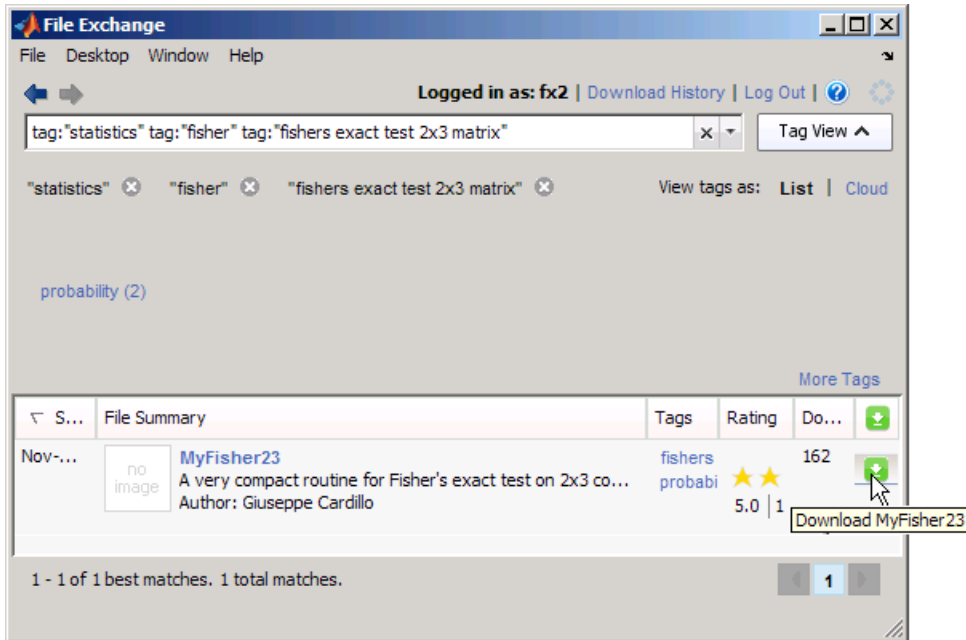 File Exchange
File Desktop Window Help
Logged in as: fx2 | Download History | Log Out | ?
tag:"statistics" tag:"fisher" tag:"fishers exact test 2x3 matrix"
Tag View
"statistics" "fisher" "fishers exact test 2x3 matrix" View tags as: List | Cloud
probability (2)
More Tags
S... File Summary Tags Rating Do...
Nov-... no image MyFisher23 fishers 162
A very compact routine for Fisher's exact test on 2x3 co... probabi
Author: Giuseppe Cardillo 5.0 | 1
Download MyFisher23
1 - 1 of 1 best matches. 1 total matches. 1